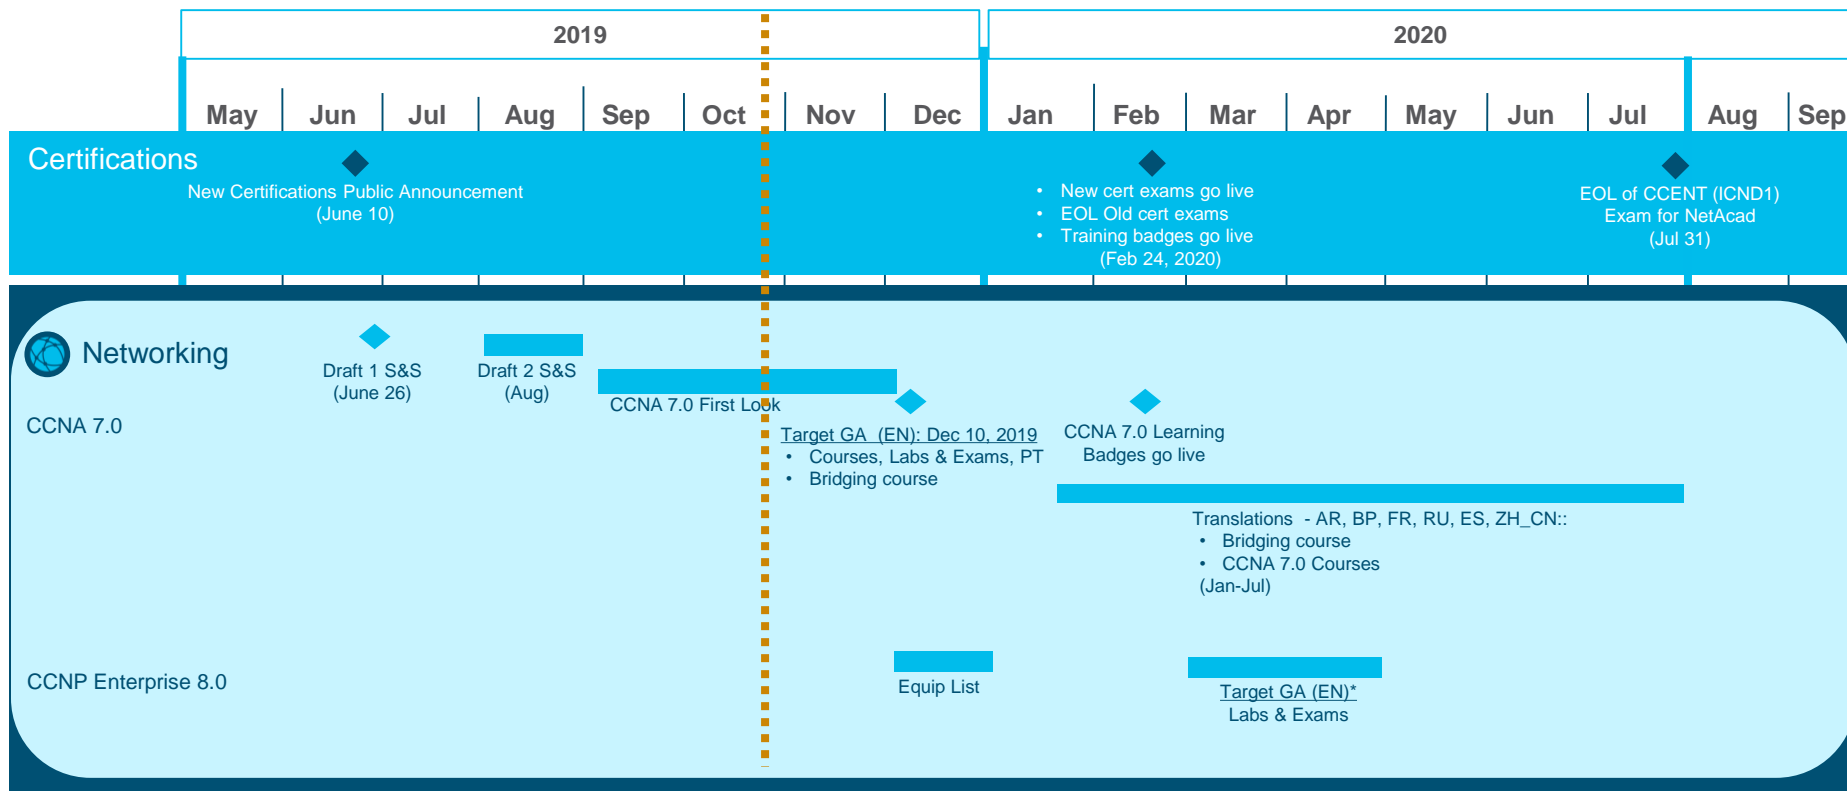 2019
2020
May Jun Jul Aug Sep Oct Nov Dec Jan Feb Mar Apr May Jun Jul Aug Sep
Certifications
New Certifications Public Announcement
(June 10)
• New cert exams go live
• EOL Old cert exams
• Training badges go live
(Feb 24, 2020)
EOL of CCENT (ICND1)
Exam for NetAcad
(Jul 31)
Networking
Draft 1 S&S
(June 26)
Draft 2 S&S
(Aug)
CCNA 7.0 First Look
CCNA 7.0
Target GA (EN): Dec 10, 2019
• Courses, Labs & Exams, PT
• Bridging course
CCNA 7.0 Learning
Badges go live
Translations - AR, BP, FR, RU, ES, ZH_CN::
• Bridging course
• CCNA 7.0 Courses
(Jan-Jul)
CCNP Enterprise 8.0
Equip List
Target GA (EN)*
Labs & Exams